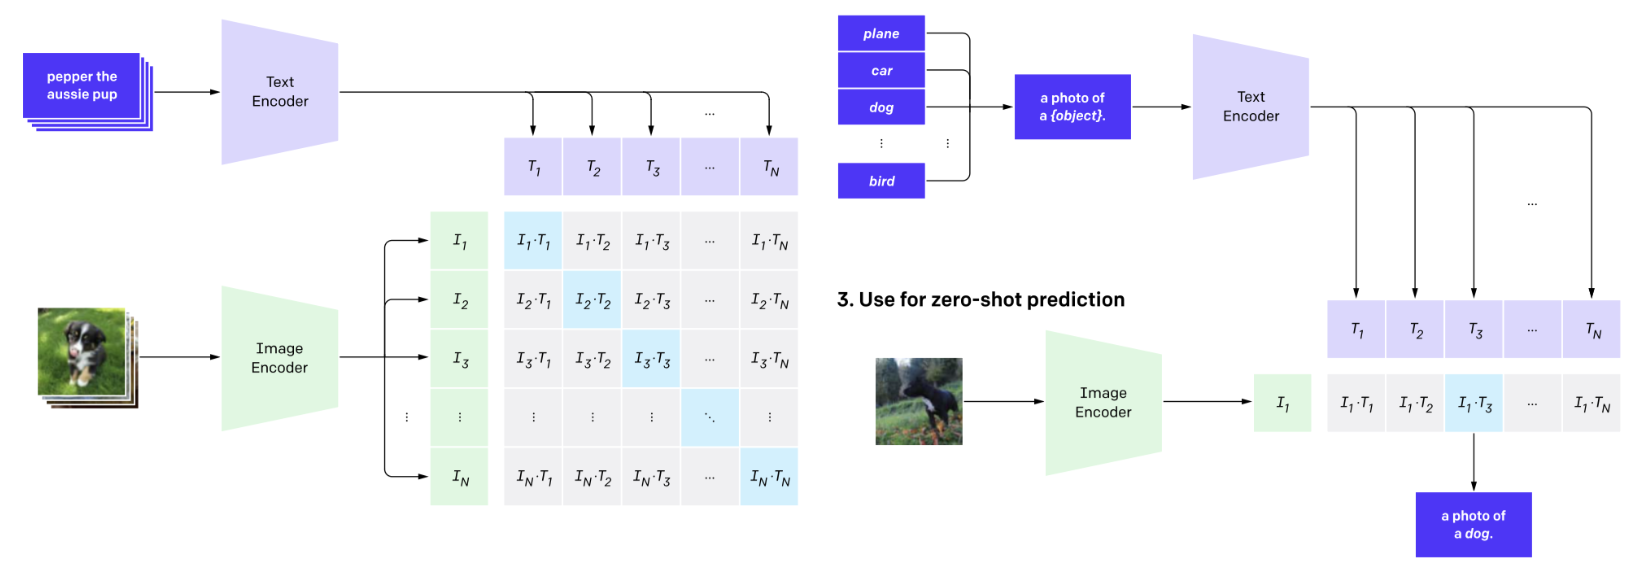 pepper the
aussie pup
Text
Encoder
...
T1 T2 T3 ... TN
Image
Encoder
I1 I1·T1 I1·T2 I1·T3 ... I1·TN
I2 I2·T1 I2·T2 I2·T3 ... I2·TN
I3 I3·T1 I3·T2 I3·T3 ... I3·TN
⋮ ⋮ ⋮ ⋮ ⋮ ⋱ ⋮
IN IN·T1 IN·T2 IN·T3 ... IN·TN
plane
car
dog
⋮ ⋮
bird
a photo of
a {object}.
Text
Encoder
...
3. Use for zero-shot prediction
T1 T2 T3 ... TN
Image
Encoder
I1 I1·T1 I1·T2 I1·T3 ... I1·TN
a photo of
a dog.